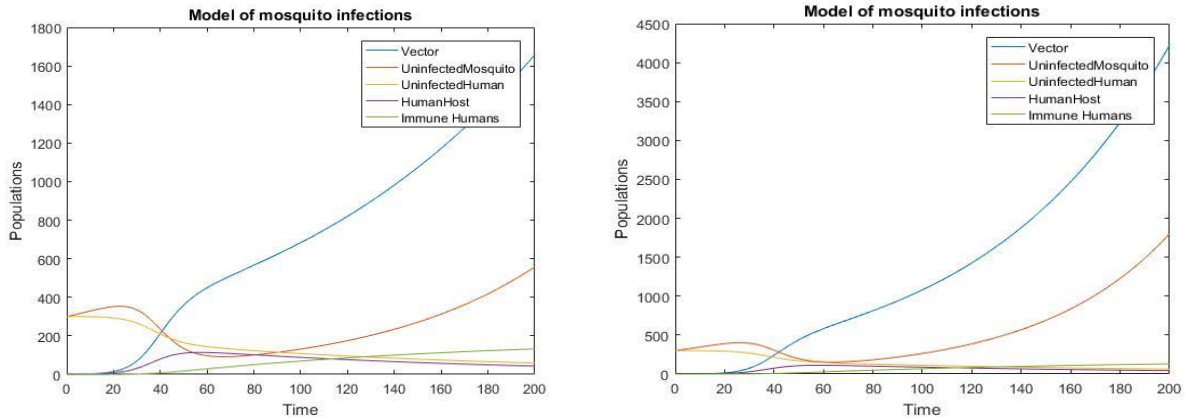 Model of mosquito infections
1800
1600
1400
1200
1000
800
600
400
200
0
Populations
Vector
UninfectedMosquito
UninfectedHuman
HumanHost
Immune Humans
0 20 40 60 80 100 120 140 160 180 200
Time
Model of mosquito infections
4500
4000
3500
3000
2500
2000
1500
1000
500
0
Populations
Vector
UninfectedMosquito
UninfectedHuman
HumanHost
Immune Humans
0 20 40 60 80 100 120 140 160 180 200
Time